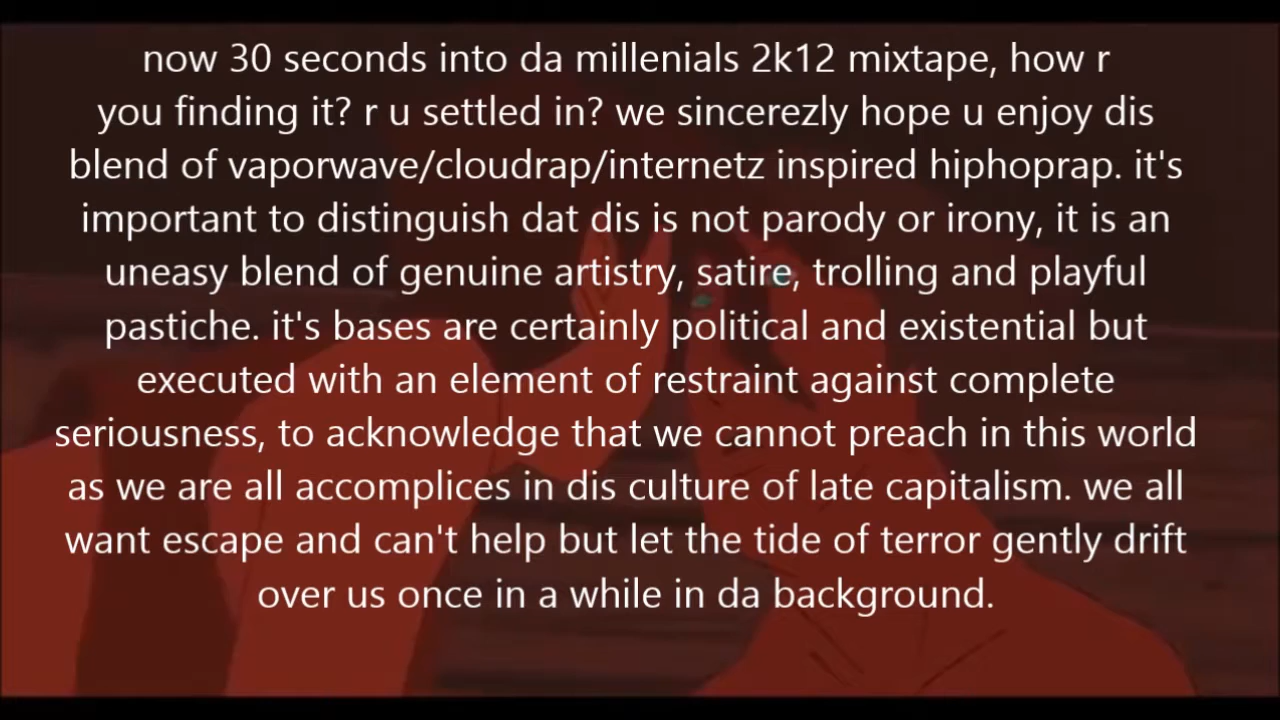 now 30 seconds into da millenials 2k12 mixtape, how r
you finding it? r u settled in? we sincerezly hope u enjoy dis
blend of vaporwave/cloudrap/internetz inspired hiphoprap. it's
important to distinguish dat dis is not parody or irony, it is an
uneasy blend of genuine artistry, satire, trolling and playful
pastiche. it's bases are certainly political and existential but
executed with an element of restraint against complete
seriousness, to acknowledge that we cannot preach in this world
as we are all accomplices in dis culture of late capitalism. we all
want escape and can't help but let the tide of terror gently drift
over us once in a while in da background.